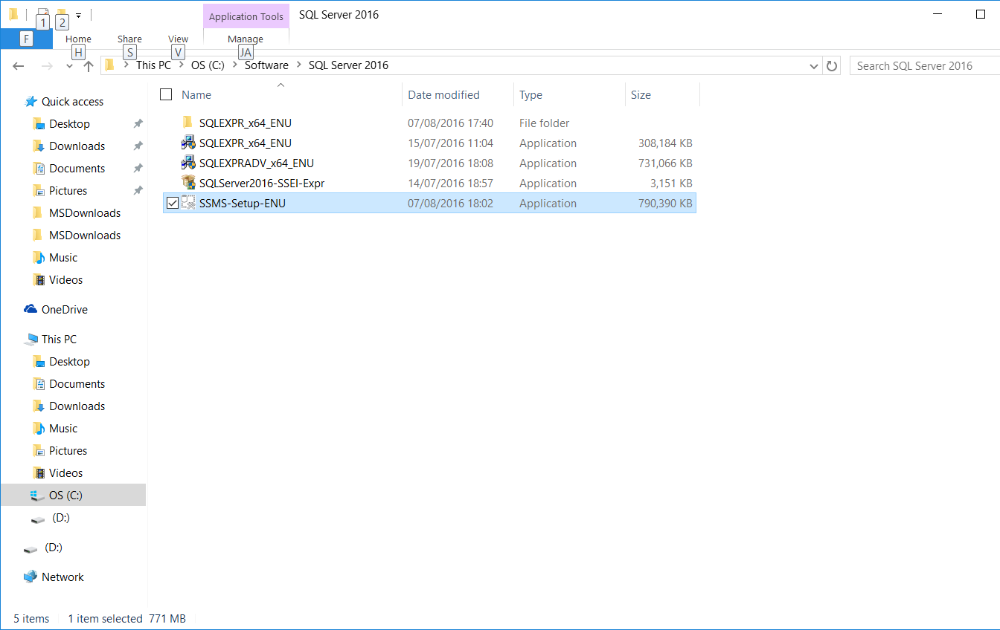 1
2
Application Tools
SQL Server 2016
F
Home
Share
View
Manage
H
S
V
JA
This PC
OS (C:)
Software
SQL Server 2016
Search SQL Server 2016
Name
Date modified
Type
Size
Quick access
Desktop
Downloads
Documents
Pictures
MSDownloads
MSDownloads
Music
Videos
OneDrive
This PC
Desktop
Documents
Downloads
Music
Pictures
Videos
OS (C:)
(D:)
(D:)
Network
SQLEXPR_x64_ENU 07/08/2016 17:40 File folder
SQLEXPR_x64_ENU 15/07/2016 11:04 Application 308,184 KB
SQLEXPRADV_x64_ENU 19/07/2016 18:08 Application 731,066 KB
SQLServer2016-SSEI-Expr 14/07/2016 18:57 Application 3,151 KB
SSMS-Setup-ENU 07/08/2016 18:02 Application 790,390 KB
5 items 1 item selected 771 MB